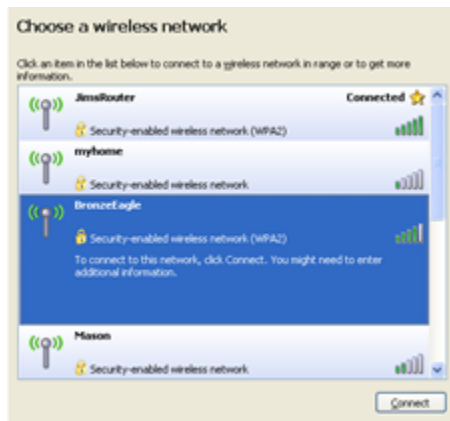 Choose a wireless network
Click an item in the list below to connect to a wireless network in range or to get more
information.
JimsRouter Connected
Security-enabled wireless network (WPA2)
myhome
Security-enabled wireless network
BronzeEagle
Security-enabled wireless network (WPA2)
To connect to this network, click Connect. You might need to enter
additional information.
Mason
Security-enabled wireless network
Connect